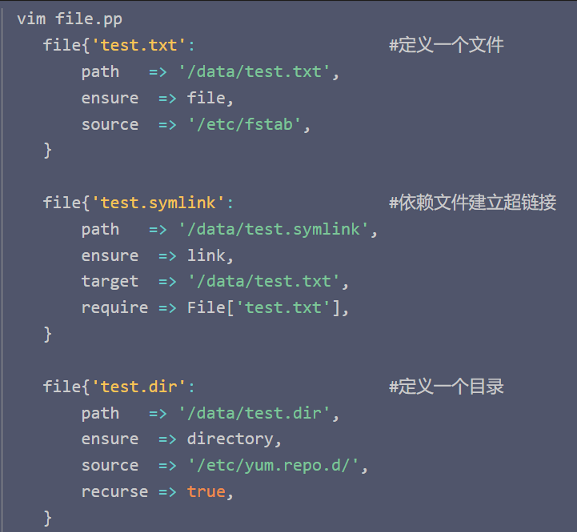 vim file.pp
file{'test.txt': #定义一个文件
path => '/data/test.txt',
ensure => file,
source => '/etc/fstab',
}
file{'test.symlink': #依赖文件建立超链接
path => '/data/test.symlink',
ensure => link,
target => '/data/test.txt',
require => File['test.txt'],
}
file{'test.dir': #定义一个目录
path => '/data/test.dir',
ensure => directory,
source => '/etc/yum.repo.d/',
recurse => true,
}